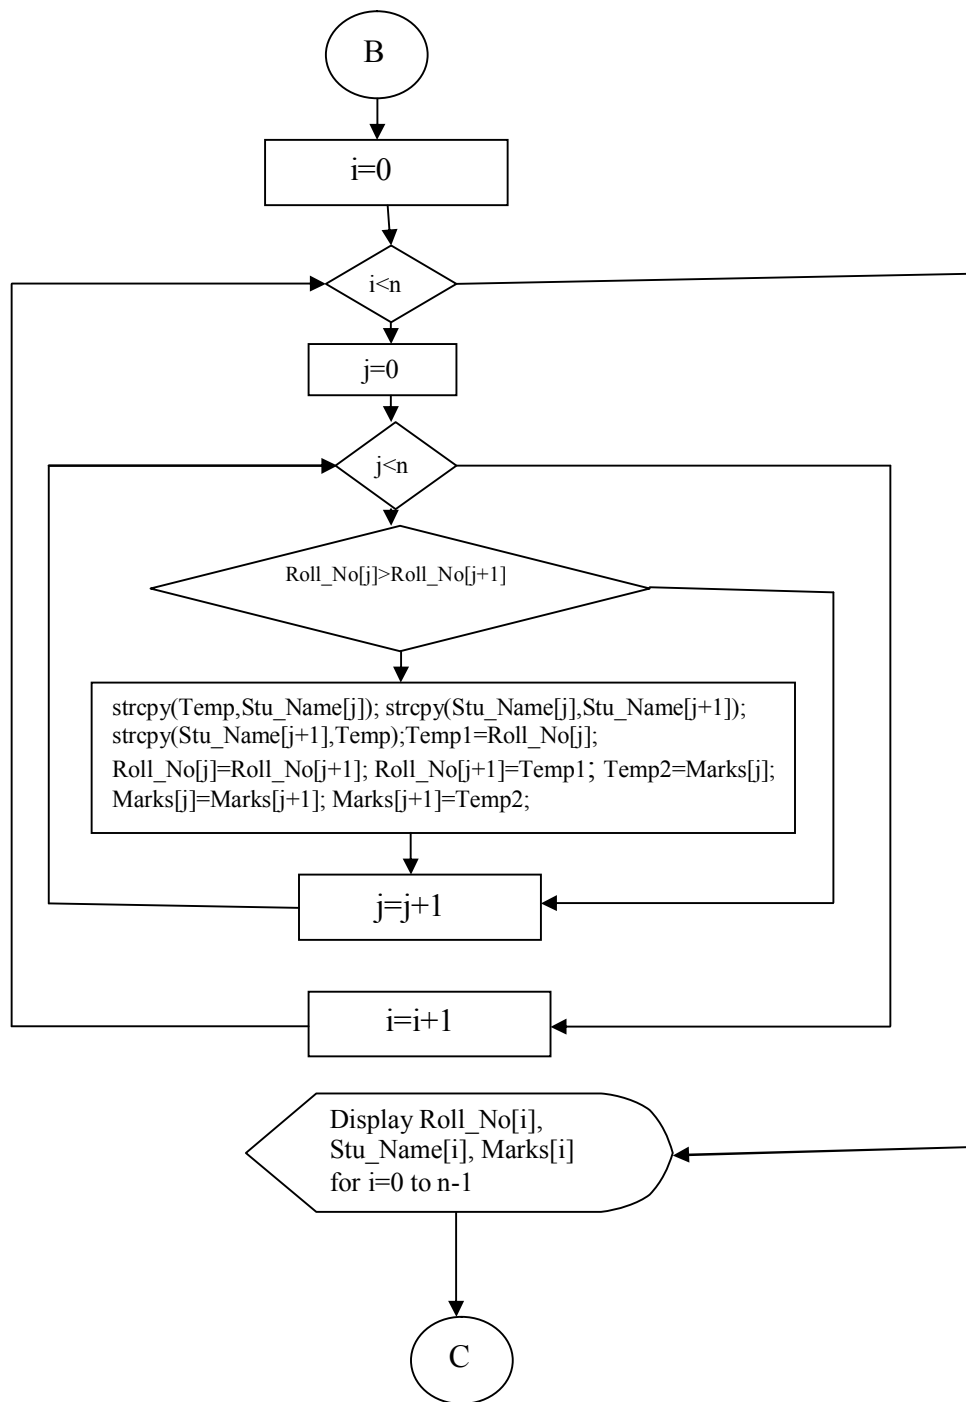 B
i=0
i<n
j=0
j<n
Roll_No[j]>Roll_No[j+1]
strcpy(Temp,Stu_Name[j]); strcpy(Stu_Name[j],Stu_Name[j+1]);
strcpy(Stu_Name[j+1],Temp);Temp1=Roll_No[j];
Roll_No[j]=Roll_No[j+1]; Roll_No[j+1]=Temp1; Temp2=Marks[j];
Marks[j]=Marks[j+1]; Marks[j+1]=Temp2;
j=j+1
i=i+1
Display Roll_No[i],
Stu_Name[i], Marks[i]
for i=0 to n-1
C